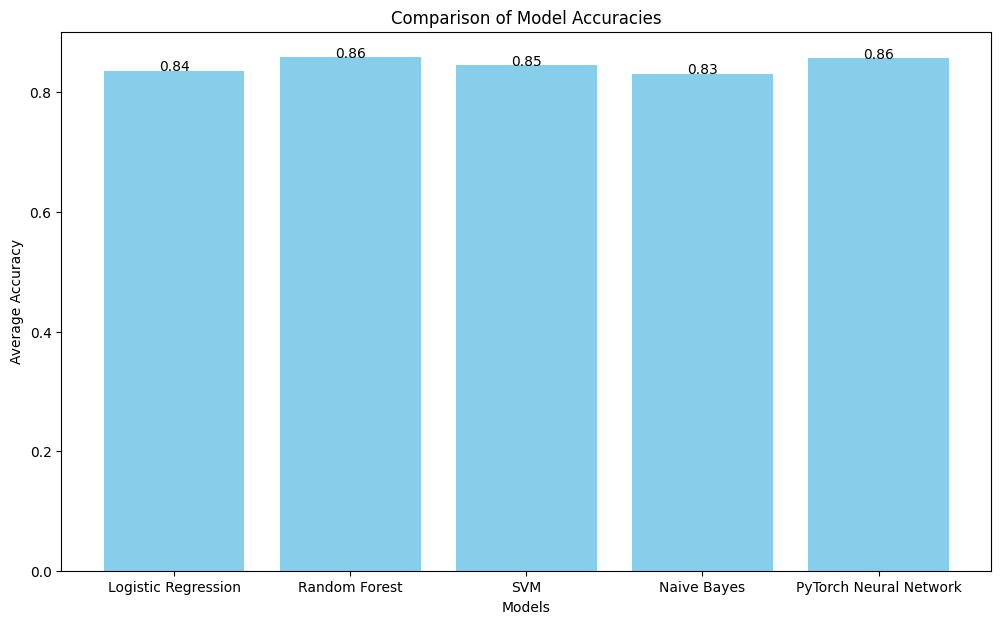 Comparison of Model Accuracies
0.84
0.86
0.85
0.83
0.86
Average Accuracy
0.8
0.6
0.4
0.2
0.0
Logistic Regression
Random Forest
SVM
Naive Bayes
PyTorch Neural Network
Models